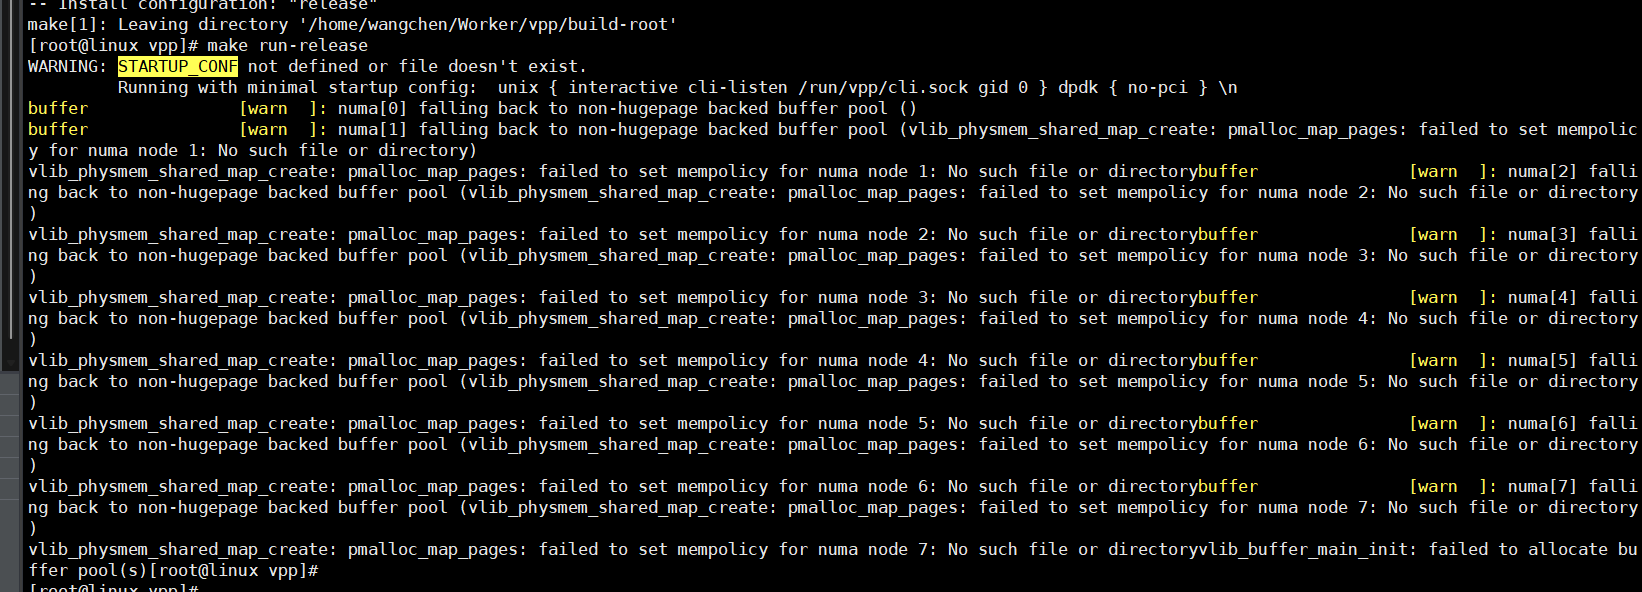 -- Install configuration: "release"
make[1]: Leaving directory '/home/wangchen/Worker/vpp/build-root'
[root@linux vpp]# make run-release
WARNING: STARTUP_CONF not defined or file doesn't exist.
         Running with minimal startup config:  unix { interactive cli-listen /run/vpp/cli.sock gid 0 } dpdk { no-pci } \n
buffer               [warn  ]: numa[0] falling back to non-hugepage backed buffer pool ()
buffer               [warn  ]: numa[1] falling back to non-hugepage backed buffer pool (vlib_physmem_shared_map_create: pmalloc_map_pages: failed to set mempolic
y for numa node 1: No such file or directory)
vlib_physmem_shared_map_create: pmalloc_map_pages: failed to set mempolicy for numa node 1: No such file or directorybuffer               [warn  ]: numa[2] falli
ng back to non-hugepage backed buffer pool (vlib_physmem_shared_map_create: pmalloc_map_pages: failed to set mempolicy for numa node 2: No such file or directory
)
vlib_physmem_shared_map_create: pmalloc_map_pages: failed to set mempolicy for numa node 2: No such file or directorybuffer               [warn  ]: numa[3] falli
ng back to non-hugepage backed buffer pool (vlib_physmem_shared_map_create: pmalloc_map_pages: failed to set mempolicy for numa node 3: No such file or directory
)
vlib_physmem_shared_map_create: pmalloc_map_pages: failed to set mempolicy for numa node 3: No such file or directorybuffer               [warn  ]: numa[4] falli
ng back to non-hugepage backed buffer pool (vlib_physmem_shared_map_create: pmalloc_map_pages: failed to set mempolicy for numa node 4: No such file or directory
)
vlib_physmem_shared_map_create: pmalloc_map_pages: failed to set mempolicy for numa node 4: No such file or directorybuffer               [warn  ]: numa[5] falli
ng back to non-hugepage backed buffer pool (vlib_physmem_shared_map_create: pmalloc_map_pages: failed to set mempolicy for numa node 5: No such file or directory
)
vlib_physmem_shared_map_create: pmalloc_map_pages: failed to set mempolicy for numa node 5: No such file or directorybuffer               [warn  ]: numa[6] falli
ng back to non-hugepage backed buffer pool (vlib_physmem_shared_map_create: pmalloc_map_pages: failed to set mempolicy for numa node 6: No such file or directory
)
vlib_physmem_shared_map_create: pmalloc_map_pages: failed to set mempolicy for numa node 6: No such file or directorybuffer               [warn  ]: numa[7] falli
ng back to non-hugepage backed buffer pool (vlib_physmem_shared_map_create: pmalloc_map_pages: failed to set mempolicy for numa node 7: No such file or directory
)
vlib_physmem_shared_map_create: pmalloc_map_pages: failed to set mempolicy for numa node 7: No such file or directoryvlib_buffer_main_init: failed to allocate bu
ffer pool(s)[root@linux vpp]#
[root@linux vpp]#